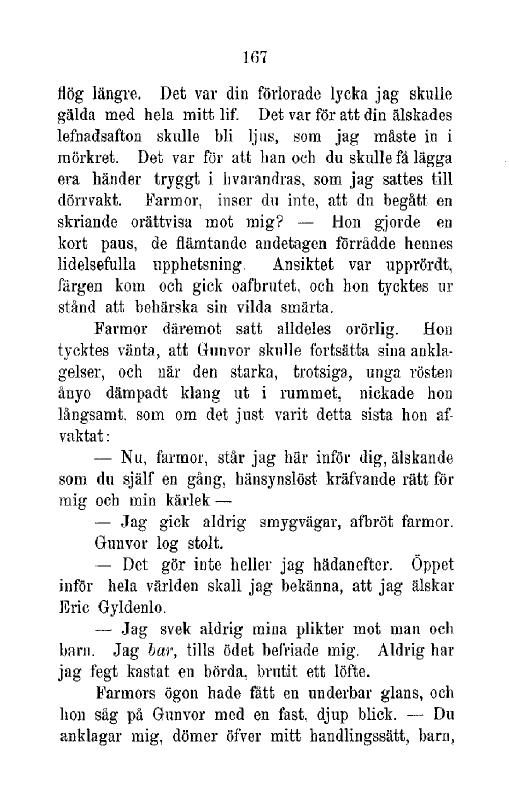 167
flög längre. Det var din förlorade lycka jag skulle
gälda med hela mitt lif. Det var för att din älskades
lefnadsafton skulle bli ljus, som jag måste in i
mörkret. Det var för att han och du skulle få lägga
era händer tryggt i hvarandras, som jag sattes till
dörrvakt. Farmor, inser du inte, att du begått en
skriande orättvisa mot mig? — Hon gjorde en
kort paus, de flämtande andetagen förrådde hennes
lidelsefulla upphetsning. Ansiktet var upprördt,
färgen kom och gick oafbrutet, och hon tycktes ur
stånd att behärska sin vilda smärta.
Farmor däremot satt alldeles orörlig. Hon
tycktes vänta, att Gunvor skulle fortsätta sina ankla-
gelser, och när den starka, trotsiga, unga rösten
ånyo dämpadt klang ut i rummet, nickade hon
långsamt, som om det just varit detta sista hon af-
vaktat:
— Nu, farmor, står jag här inför dig, älskande
som du själf en gång, hänsynslöst kräfvande rätt för
mig och min kärlek —
— Jag gick aldrig smygvägar, afbröt farmor.
Gunvor log stolt.
— Det gör inte heller jag hädanefter. Öppet
inför hela världen skall jag bekänna, att jag älskar
Eric Gyldenlo.
— Jag svek aldrig mina plikter mot man och
barn. Jag bar, tills ödet befriade mig. Aldrig har
jag fegt kastat en börda, brutit ett löfte.
Farmors ögon hade fått en underbar glans, och
hon såg på Gunvor med en fast, djup blick. — Du
anklagar mig, dömer öfver mitt handlingssätt, barn,